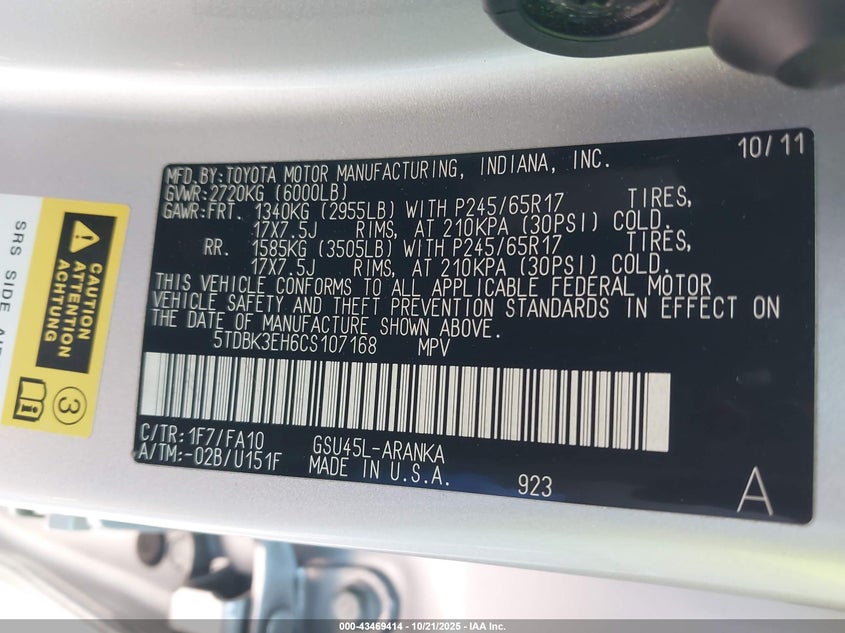 10/11
MFD.BY:TOYOTA MOTOR MANUFACTURING, INDIANA, INC.
GVWR:2720KG (6000LB)
GAWR:FRT. 1340KG (2955LB) WITH P245/65R17 TIRES,
17X7.5J RIMS, AT 210KPA (30PSI) COLD.
RR. 1585KG (3505LB) WITH P245/65R17 TIRES,
17X7.5J RIMS, AT 210KPA (30PSI) COLD.
THIS VEHICLE CONFORMS TO ALL APPLICABLE FEDERAL MOTOR
VEHICLE SAFETY AND THEFT PREVENTION STANDARDS IN EFFECT ON
THE DATE OF MANUFACTURE SHOWN ABOVE.
5TDBK3EH6CS107168 MPV
C/TR:1F7/FA10 GSU45L-ARANKA
A/TM:-02B/U151F MADE IN U.S.A.
923
A
CAUTION
ATTENTION
ACHTUNG
3
SRS SIDE
000-43469414 - 10/21/2025 - IAA Inc.